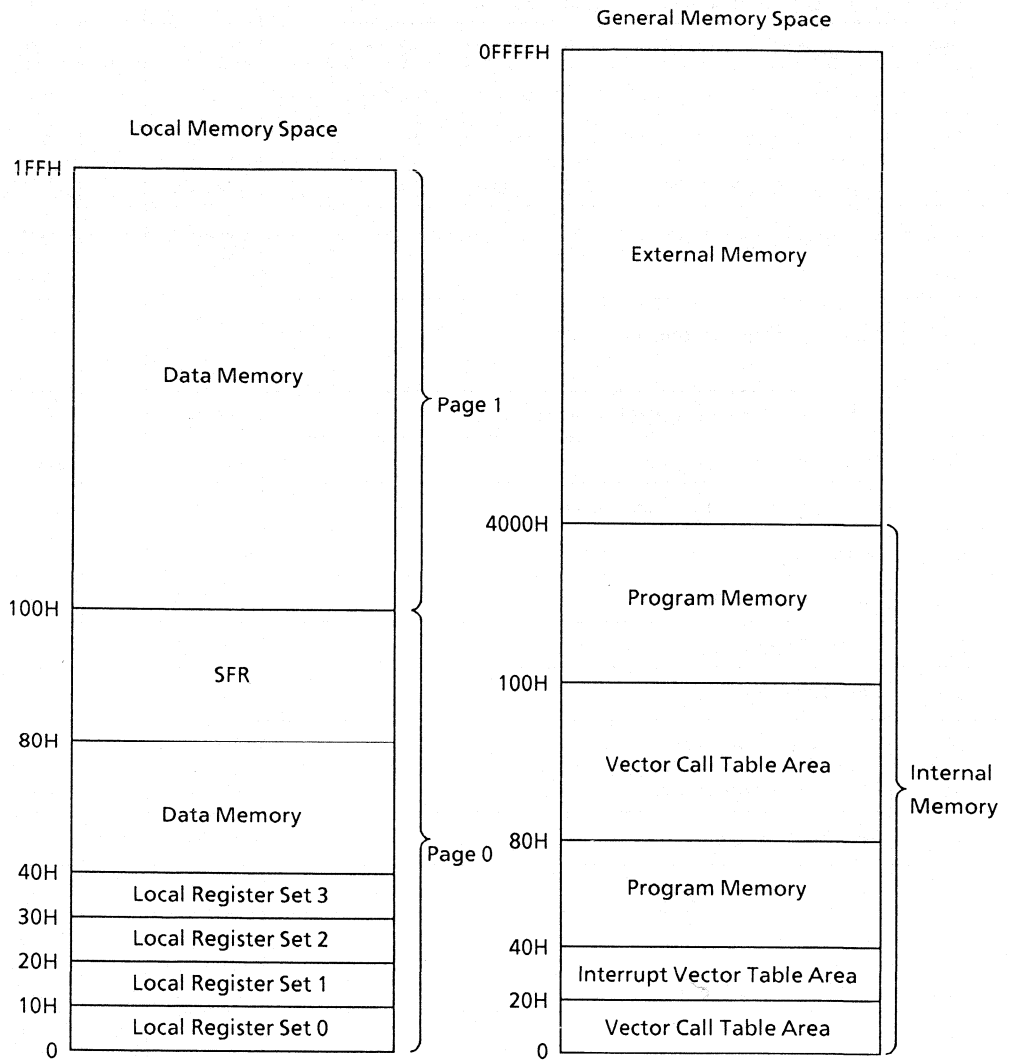 General Memory Space
0FFFFH
External Memory
4000H
Program Memory
100H
Vector Call Table Area
80H
Program Memory
40H
Interrupt Vector Table Area
20H
Vector Call Table Area
0
Internal
Memory
Local Memory Space
1FFH
Data Memory
Page 1
100H
SFR
80H
Data Memory
Page 0
40H
Local Register Set 3
30H
Local Register Set 2
20H
Local Register Set 1
10H
Local Register Set 0
0